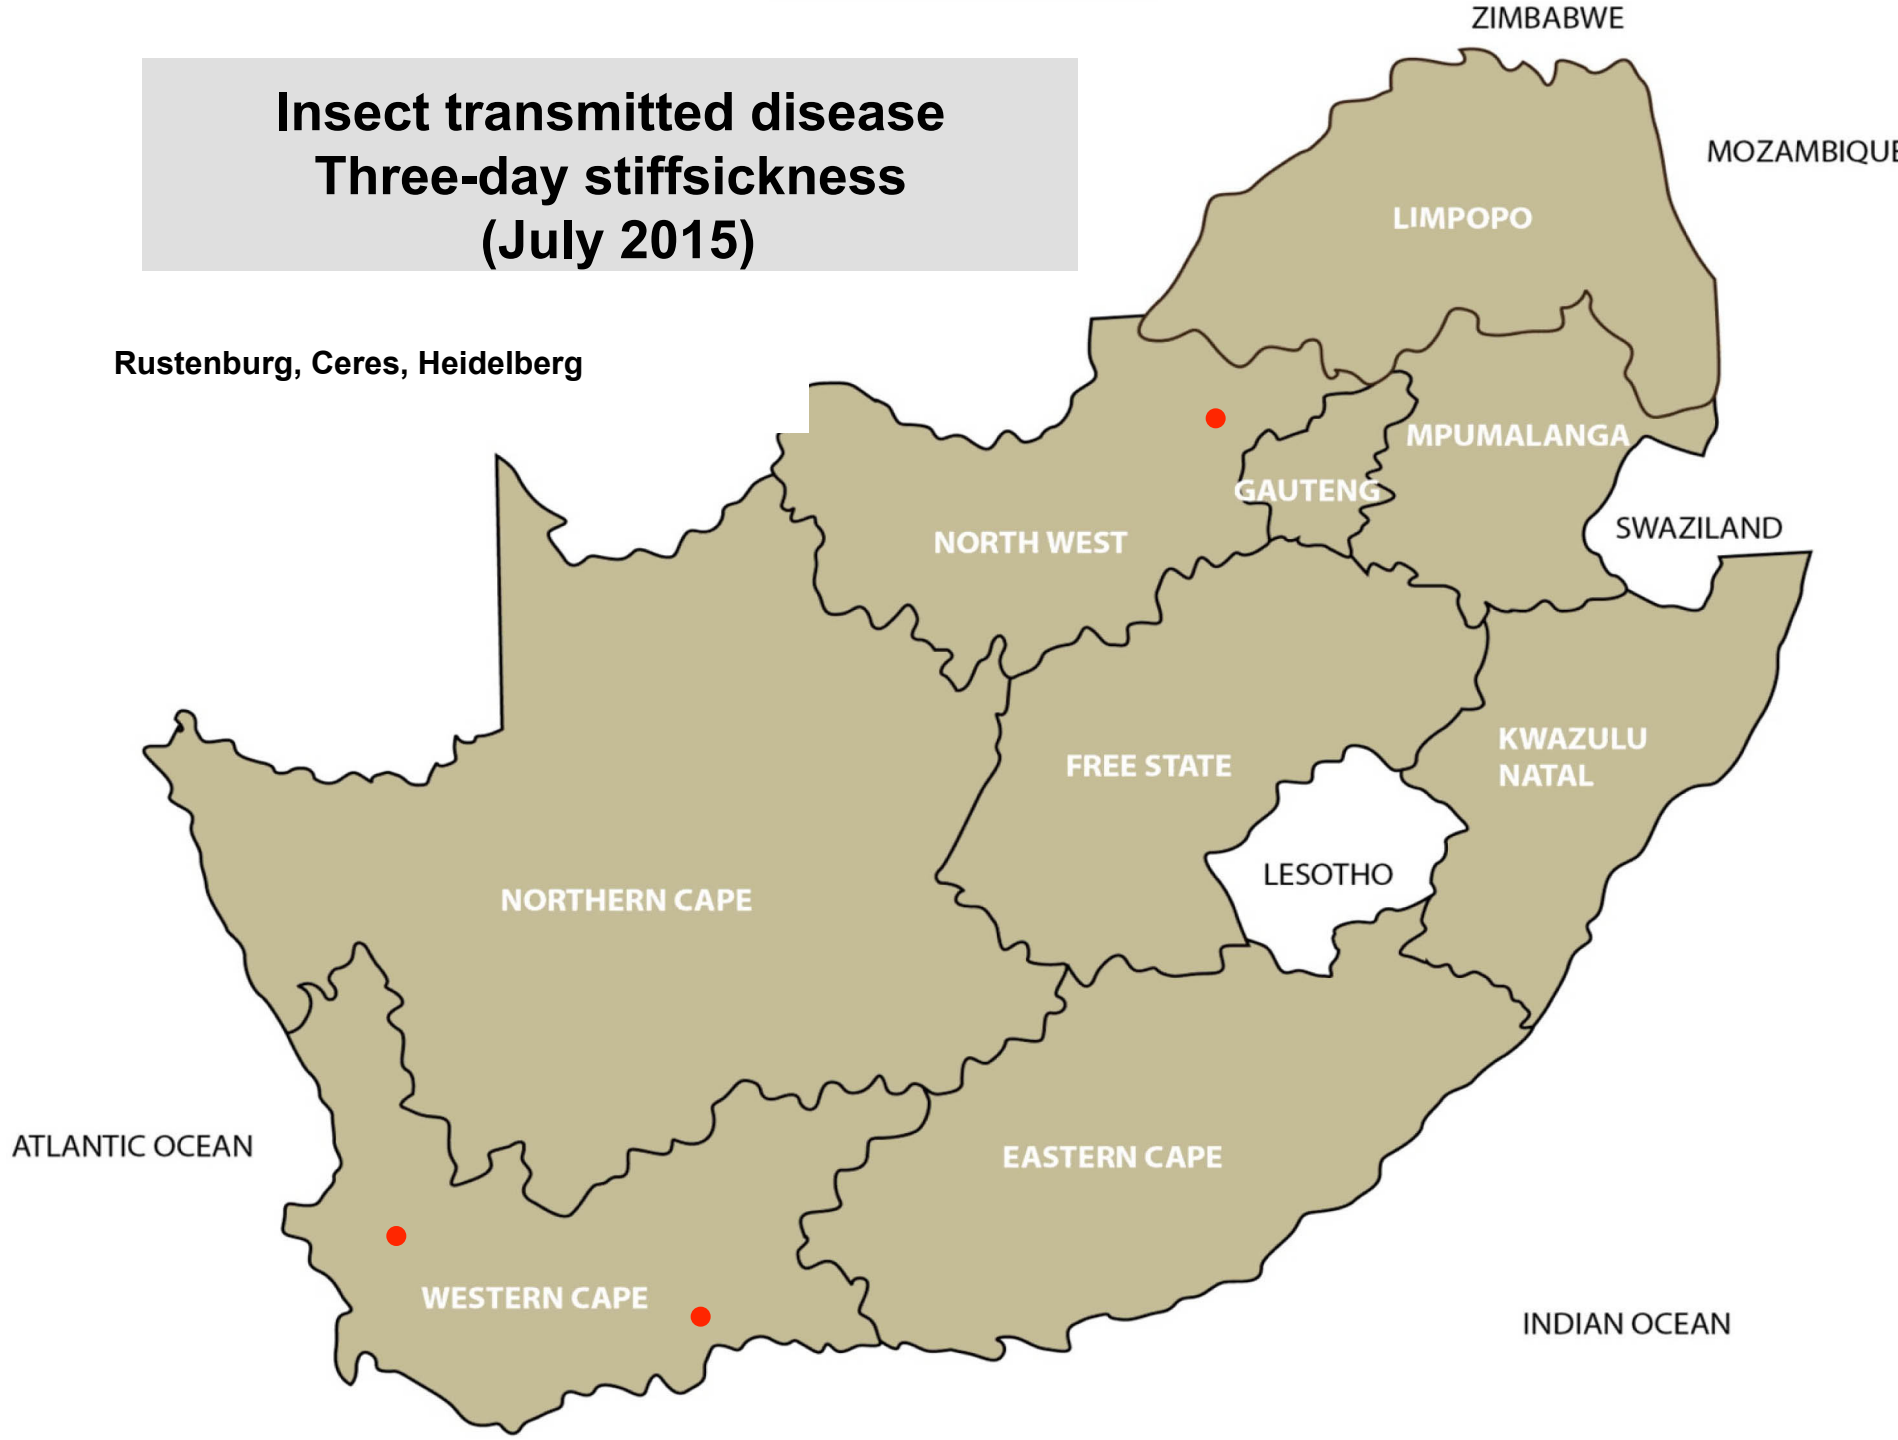 ZIMBABWE
Insect transmitted disease
Three-day stiffsickness
(July 2015)
MOZAMBIQUE
LIMPOPO
Rustenburg, Ceres, Heidelberg
MPUMALANGA
GAUTENG
SWAZILAND
NORTH WEST
KWAZULU
NATAL
FREE STATE
LESOTHO
NORTHERN CAPE
ATLANTIC OCEAN
EASTERN CAPE
WESTERN CAPE
INDIAN OCEAN